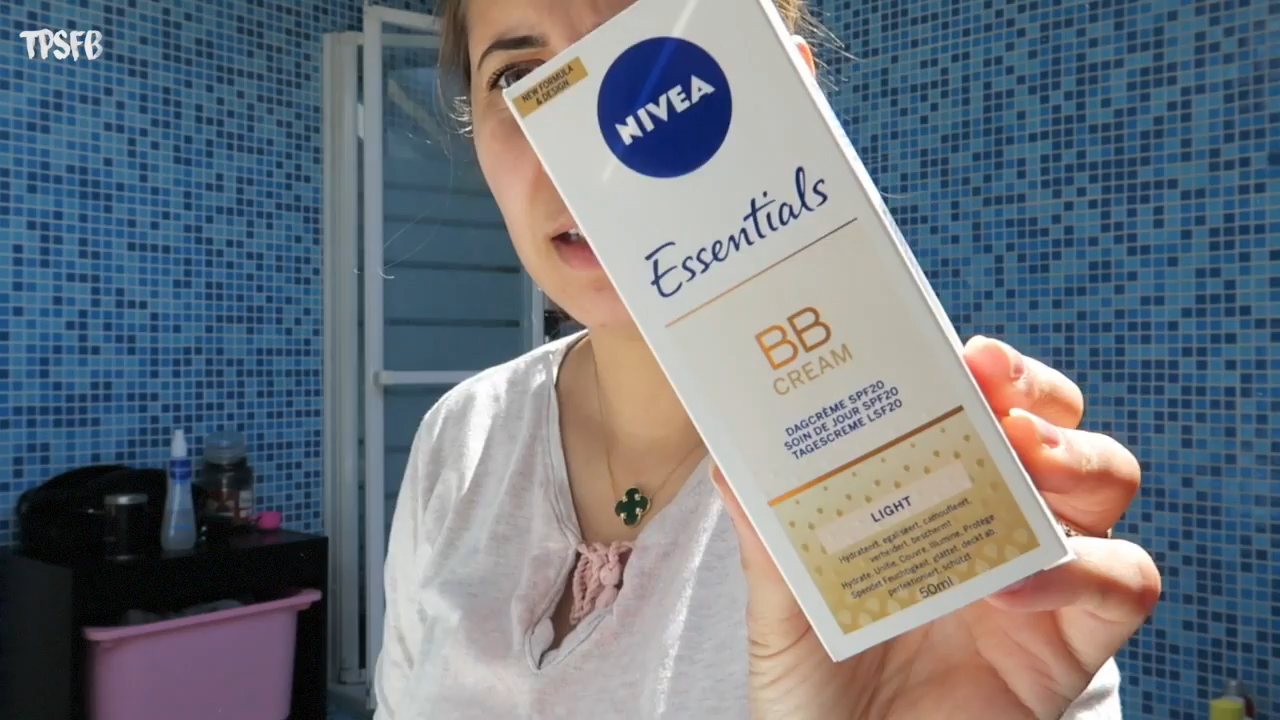 TPSFB
NEW FORMULA
& DESIGN
NIVEA
Essentials
BB
CREAM
DAGCRÈME SPF20
SOIN DE JOUR SPF20
TAGESCREME LSF20
LIGHT
Hydrateert, egaliseert, camoufleert,
verheldert, beschermt
Hydrate, Unifie, Couvre, Illumine, Protège
Spendet Feuchtigkeit, glättet, deckt ab
perfektioniert, schützt
50ml